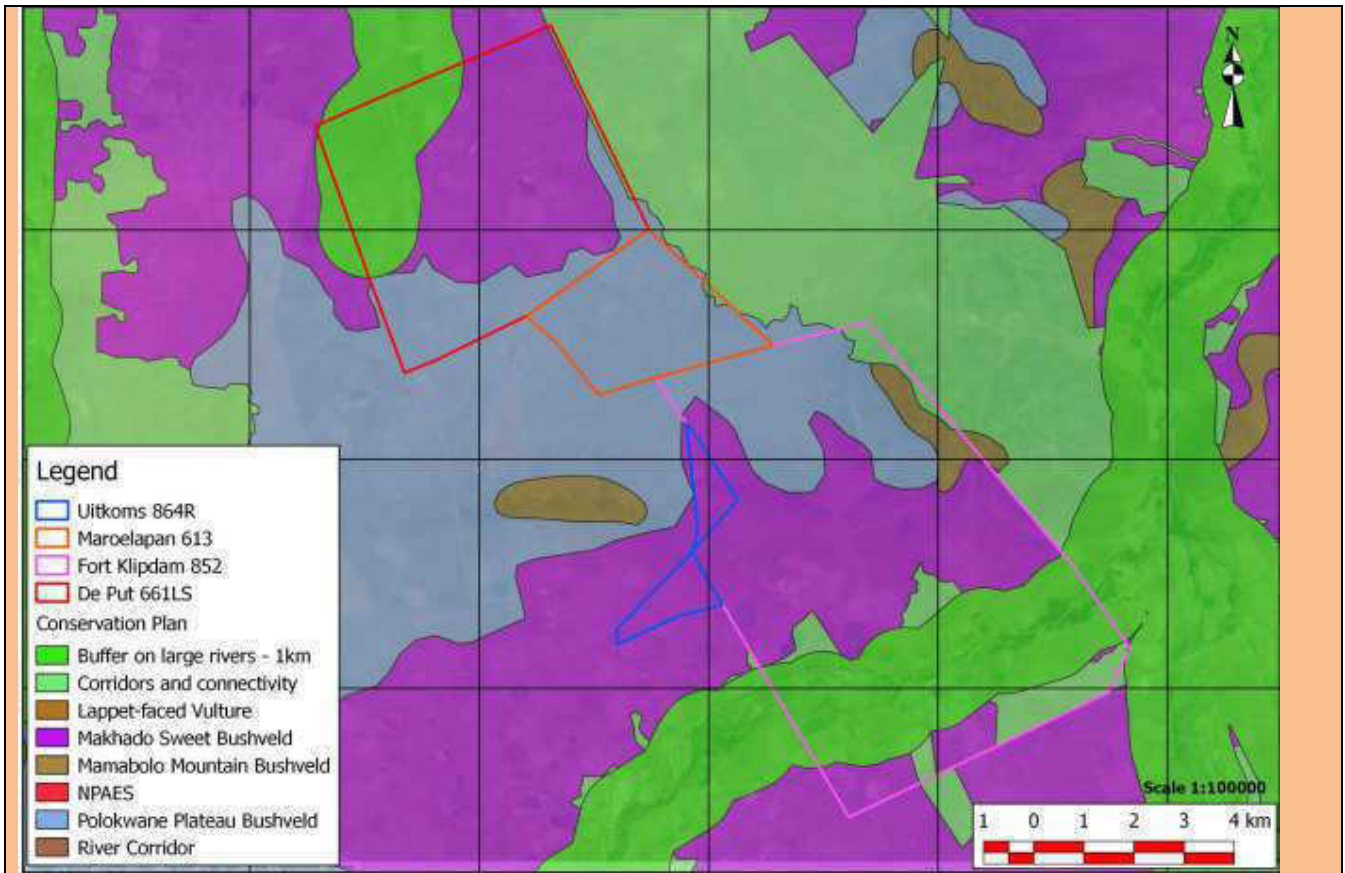 N
Legend
Uitkoms 864R
Maroelapan 613
Fort Klipdam 852
De Put 661LS
Conservation Plan
Buffer on large rivers - 1km
Corridors and connectivity
Lappet-faced Vulture
Makhado Sweet Bushveld
Mamabolo Mountain Bushveld
NPAES
Polokwane Plateau Bushveld
River Corridor
Scale 1:100000
1 0 1 2 3 4 km